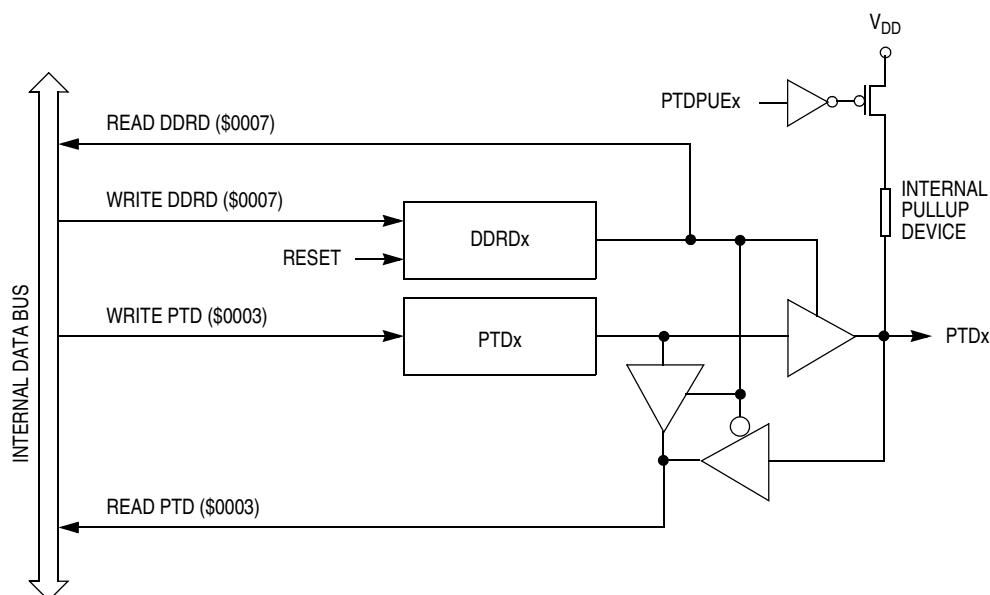 V_DD
PTDPUEx
READ DDRD ($0007)
WRITE DDRD ($0007)
INTERNAL
PULLUP
DEVICE
DDRDx
RESET
INTERNAL DATA BUS
WRITE PTD ($0003)
PTDx
PTDx
READ PTD ($0003)